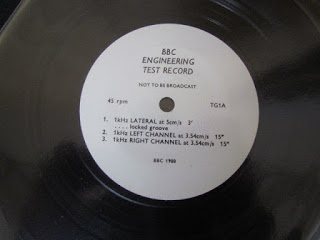 BBC
ENGINEERING
TEST RECORD
NOT TO BE BROADCAST
45 rpm TG1A
1. 1kHz LATERAL at 5cm/s 3'
.... locked groove
2. 1kHz LEFT CHANNEL at 3.54cm/s 15"
3. 1kHz RIGHT CHANNEL at 3.54cm/s 15"
BBC 1980